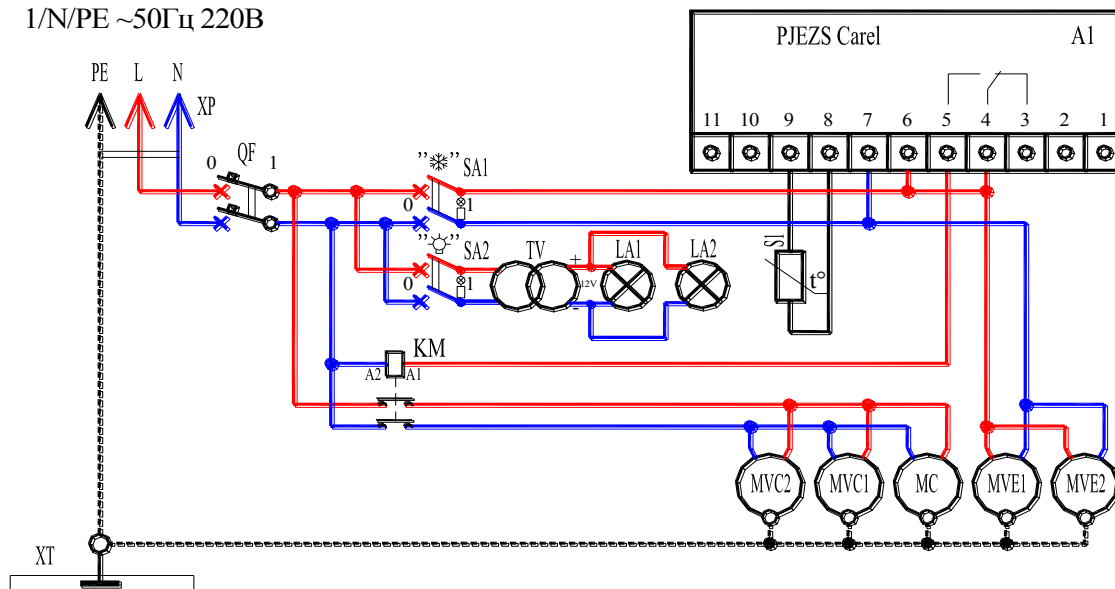 1/N/PE ~50Гц 220В
PJEZS Carel A1
PE L N
XP
11 10 9 8 7 6 5 4 3 2 1
0 QF 1
"❄" SA1
0 1
"💡" SA2
0 1
TV
+
12V
-
LA1
LA2
S1
t°
KM
A2 A1
MVC2 MVC1 MC MVE1 MVE2
XT